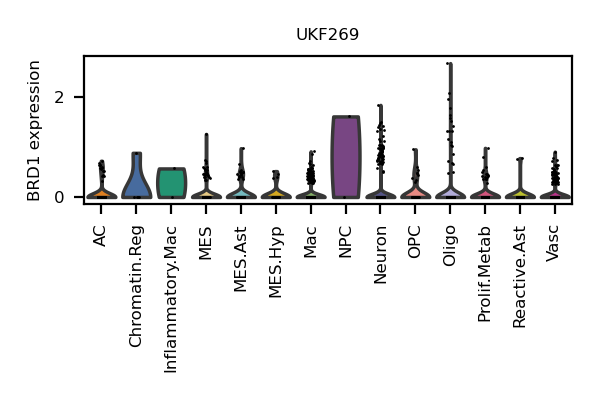 UKF269
BRD1 expression
2
0
AC
Chromatin.Reg
Inflammatory.Mac
MES
MES.Ast
MES.Hyp
Mac
NPC
Neuron
OPC
Oligo
Prolif.Metab
Reactive.Ast
Vasc